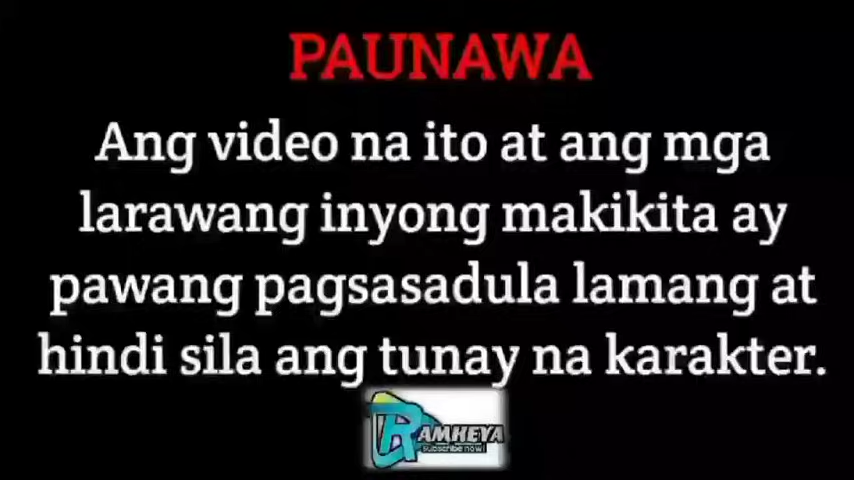 PAUNAWA
Ang video na ito at ang mga
larawang inyong makikita ay
pawang pagsasadula lamang at
hindi sila ang tunay na karakter.
RAMHEYA
subscribe now!